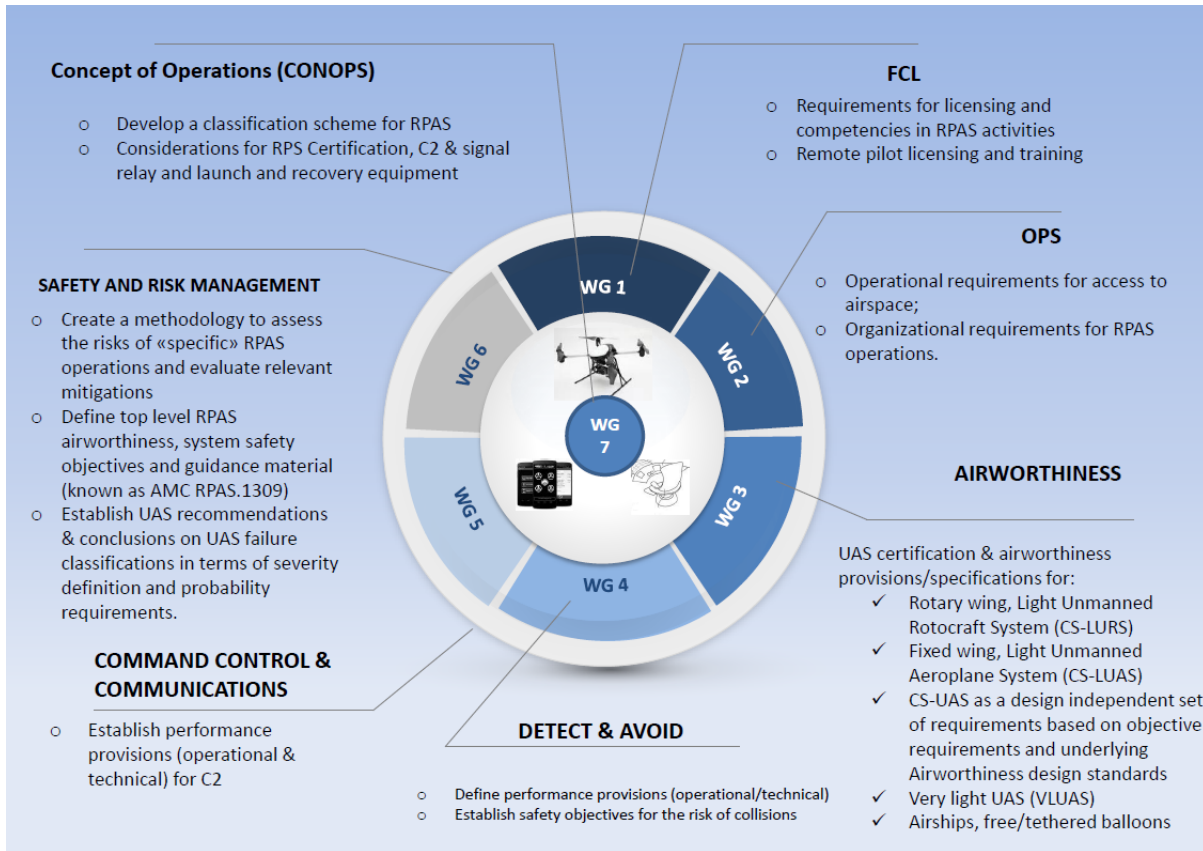 Concept of Operations (CONOPS)
o Develop a classification scheme for RPAS
o Considerations for RPS Certification, C2 & signal
relay and launch and recovery equipment
FCL
o Requirements for licensing and
competencies in RPAS activities
o Remote pilot licensing and training
OPS
o Operational requirements for access to
airspace;
o Organizational requirements for RPAS
operations.
SAFETY AND RISK MANAGEMENT
o Create a methodology to assess
the risks of «specific» RPAS
operations and evaluate relevant
mitigations
o Define top level RPAS
airworthiness, system safety
objectives and guidance material
(known as AMC RPAS.1309)
o Establish UAS recommendations
& conclusions on UAS failure
classifications in terms of severity
definition and probability
requirements.
WG 1
WG 2
WG 3
WG 4
WG 5
WG 6
WG
7
AIRWORTHINESS
UAS certification & airworthiness
provisions/specifications for:
✓ Rotary wing, Light Unmanned
Rotocraft System (CS-LURS)
✓ Fixed wing, Light Unmanned
Aeroplane System (CS-LUAS)
✓ CS-UAS as a design independent set
of requirements based on objective
requirements and underlying
Airworthiness design standards
✓ Very light UAS (VLUAS)
✓ Airships, free/tethered balloons
COMMAND CONTROL &
COMMUNICATIONS
o Establish performance
provisions (operational &
technical) for C2
DETECT & AVOID
o Define performance provisions (operational/technical)
o Establish safety objectives for the risk of collisions